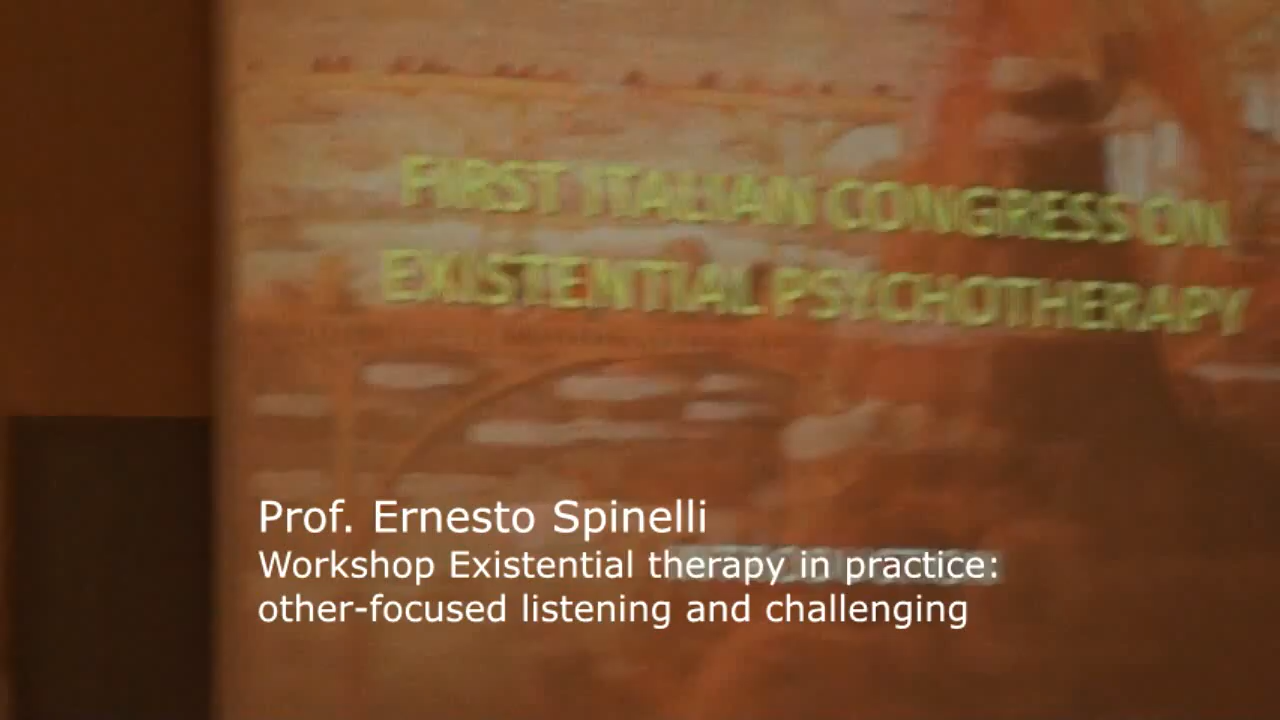 FIRST ITALIAN CONGRESS ON
EXISTENTIAL PSYCHOTHERAPY
Prof. Ernesto Spinelli
Workshop Existential therapy in practice:
other-focused listening and challenging